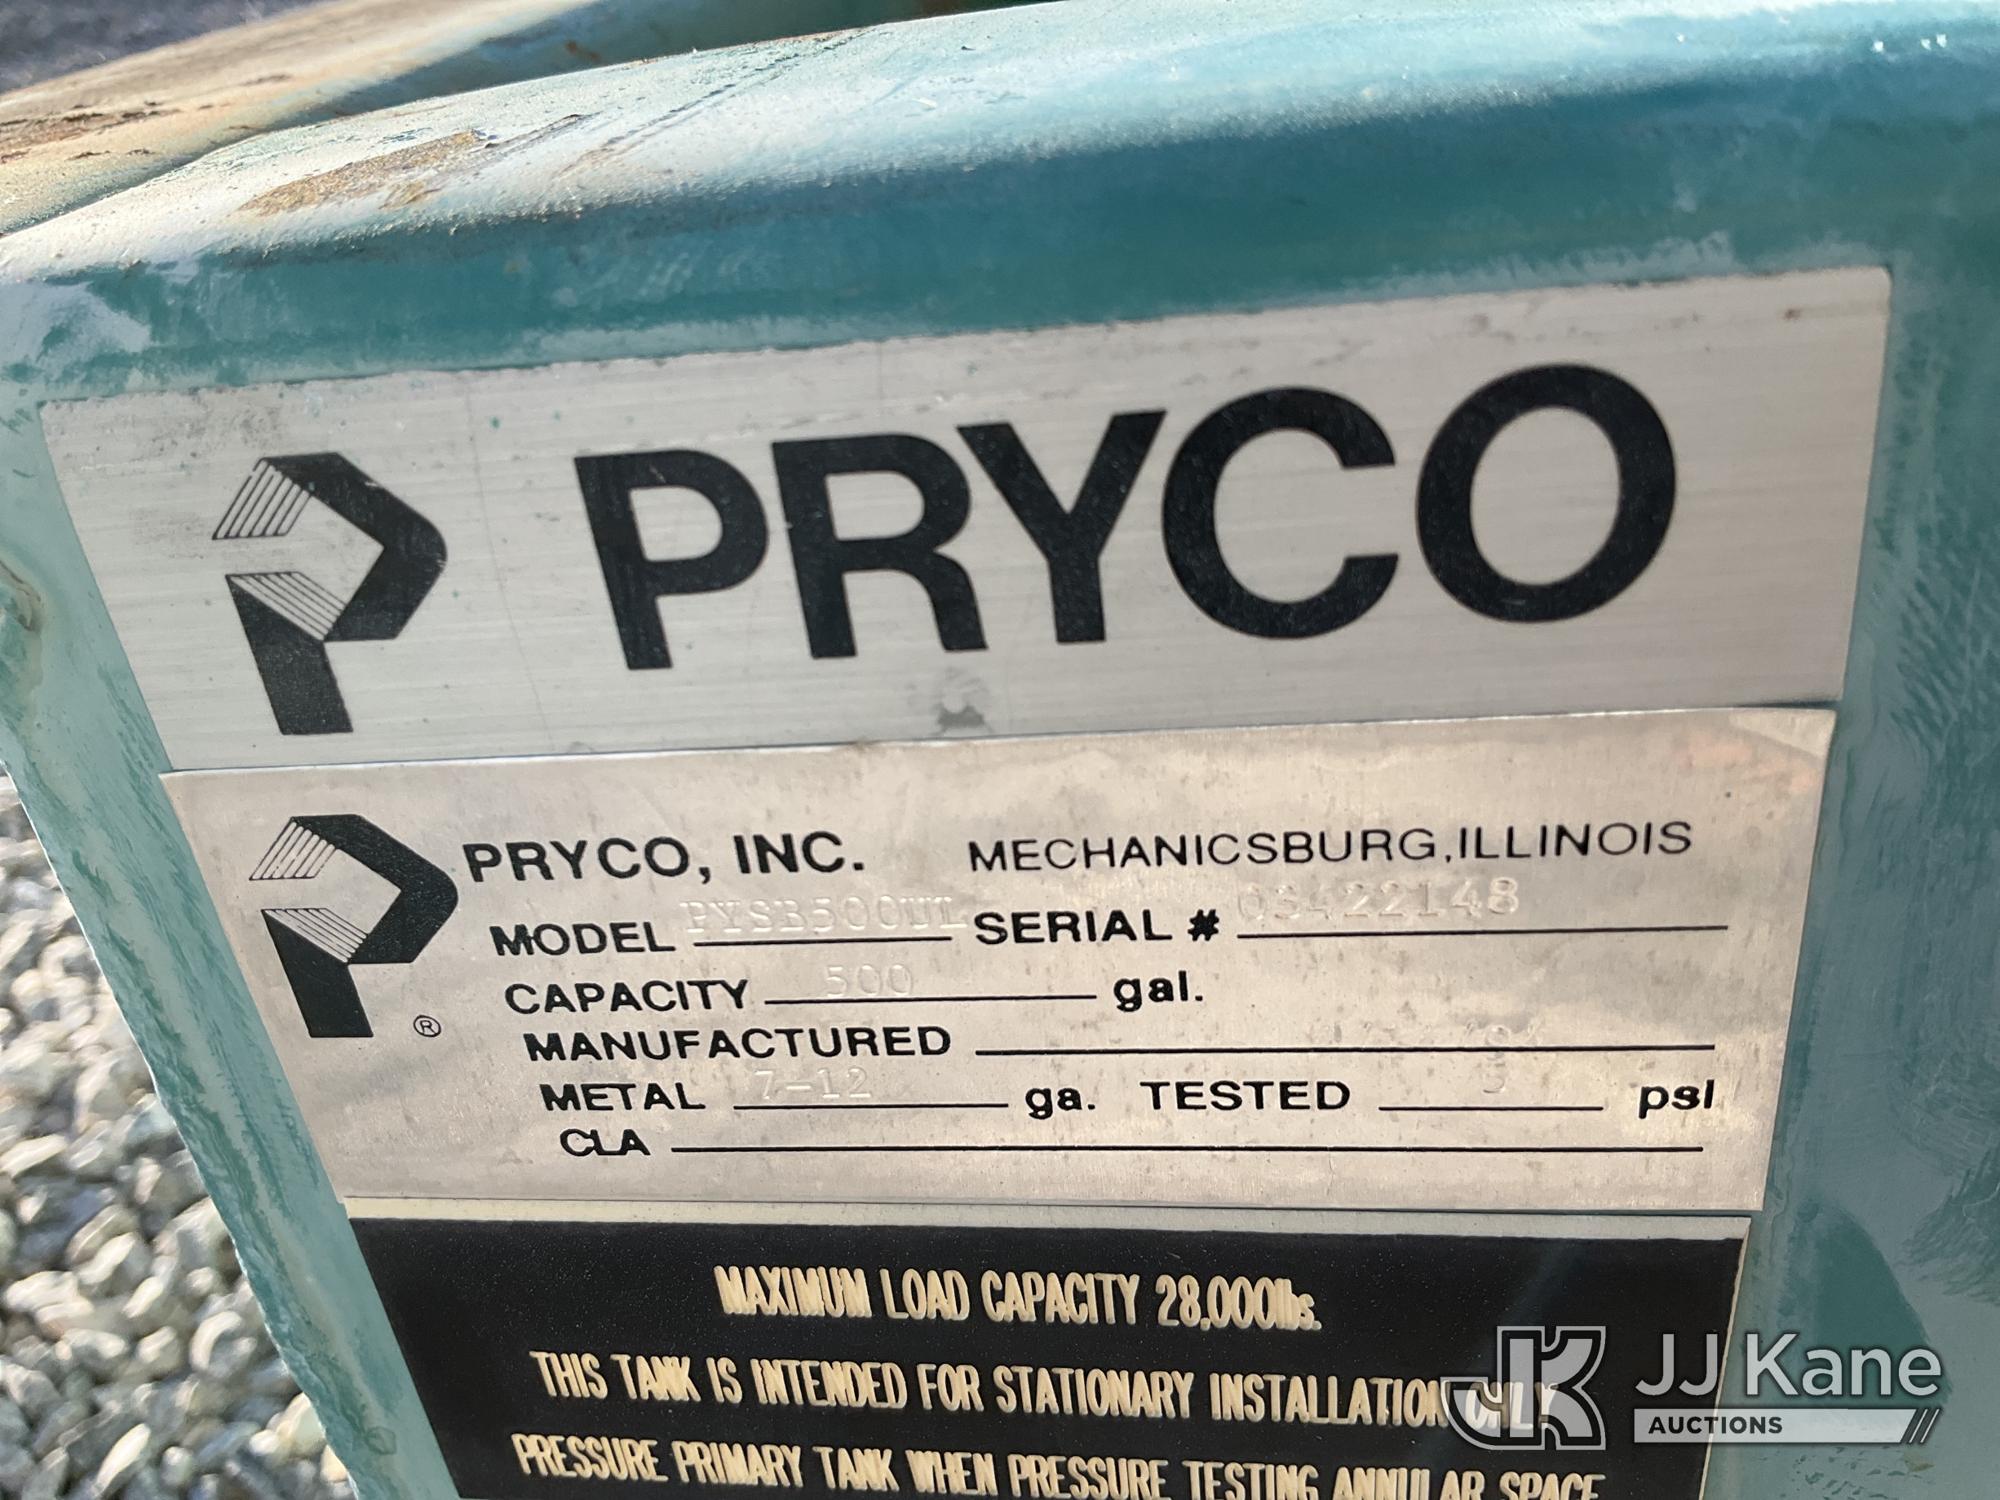 PRYCO
PRYCO, INC. MECHANICSBURG, ILLINOIS
MODEL PYSB500UL SERIAL # 03422148
CAPACITY 500 gal.
®
MANUFACTURED
METAL 7-12 ga. TESTED 5 psi
CLA
MAXIMUM LOAD CAPACITY 28,000lbs.
THIS TANK IS INTENDED FOR STATIONARY INSTALLATION ONLY
PRESSURE PRIMARY TANK WHEN PRESSURE TESTING ANNULAR SPACE
JJ Kane
AUCTIONS